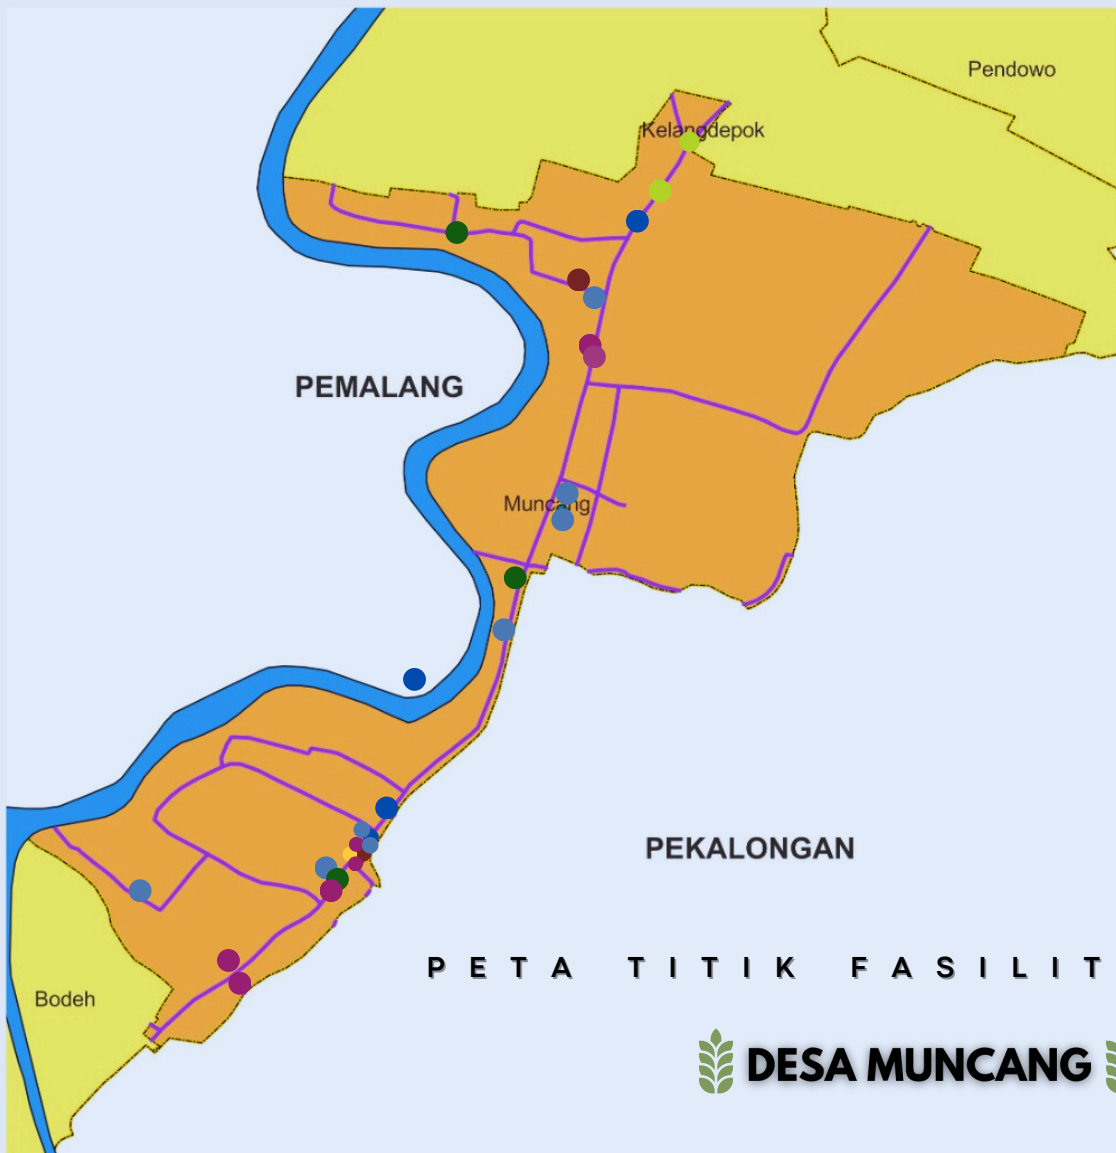 Pendowo
Kelangdepok
PEMALANG
Muncang
PEKALONGAN
PETA TITIK FASILIT
Bodeh
DESA MUNCANG